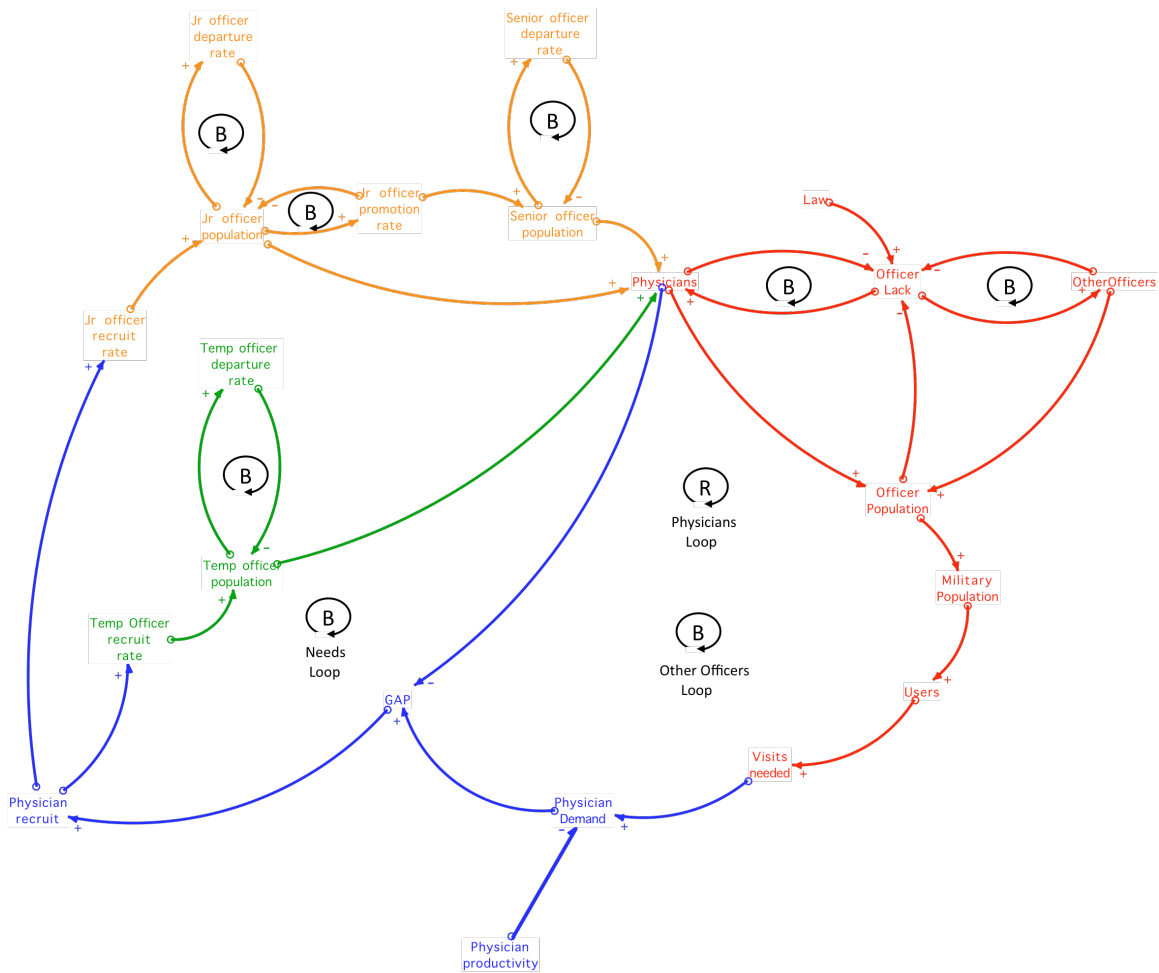 Jr officer
departure
rate
Senior officer
departure
rate
+
+
B
B
-
-
+
-
B
+
Jr officer
promotion
rate
+
-
Jr officer
population
Senior officer
population
Law
+
+
-
+
-
Officer
Lack
B
B
Physicians
OtherOfficers
+
+
+
+
-
Jr officer
recruit
rate
+
Temp officer
departure
rate
+
B
-
Temp officer
population
+
R
Physicians
Loop
+
+
Officer
Population
+
Military
Population
B
Needs
Loop
B
Other Officers
Loop
Temp Officer
recruit
rate
+
-
GAP
+
+
Users
Visits
needed
+
Physician
recruit
+
Physician
Demand
+
-
Physician
productivity